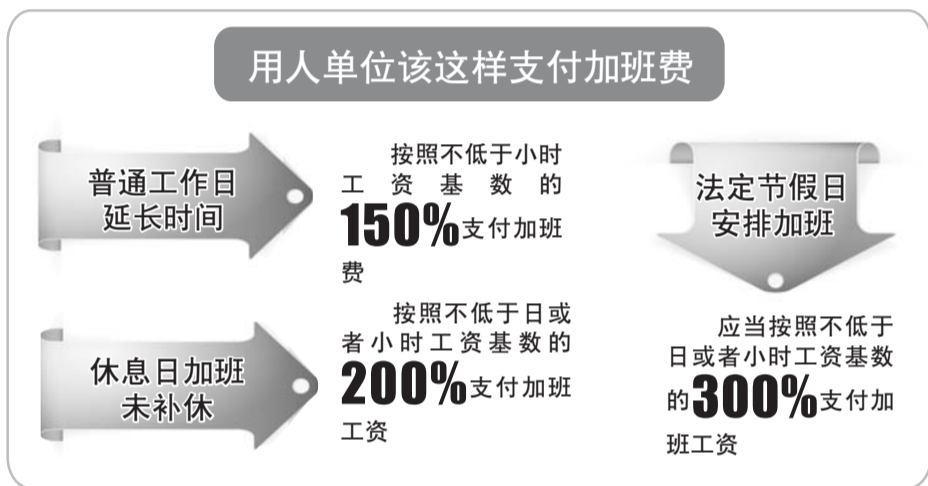 用人单位该这样支付加班费
普通工作日
延长时间
按照不低于小时
工资基数的
150%支付加班
费
休息日加班
未补休
按照不低于日或
者小时工资基数的
200%支付加班
工资
法定节假日
安排加班
应当按照不低于
日或者小时工资基数
的300%支付加
班工资